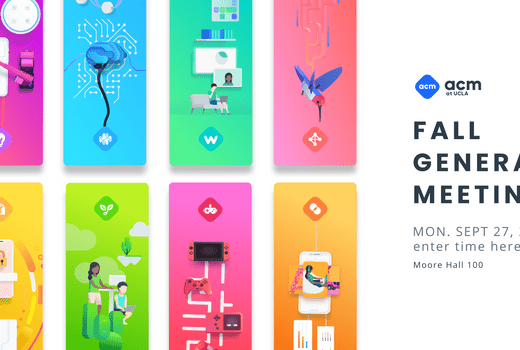 acm
acm
at UCLA
FALL
GENERA
MEETIN
MON. SEPT 27,
enter time here
Moore Hall 100
W